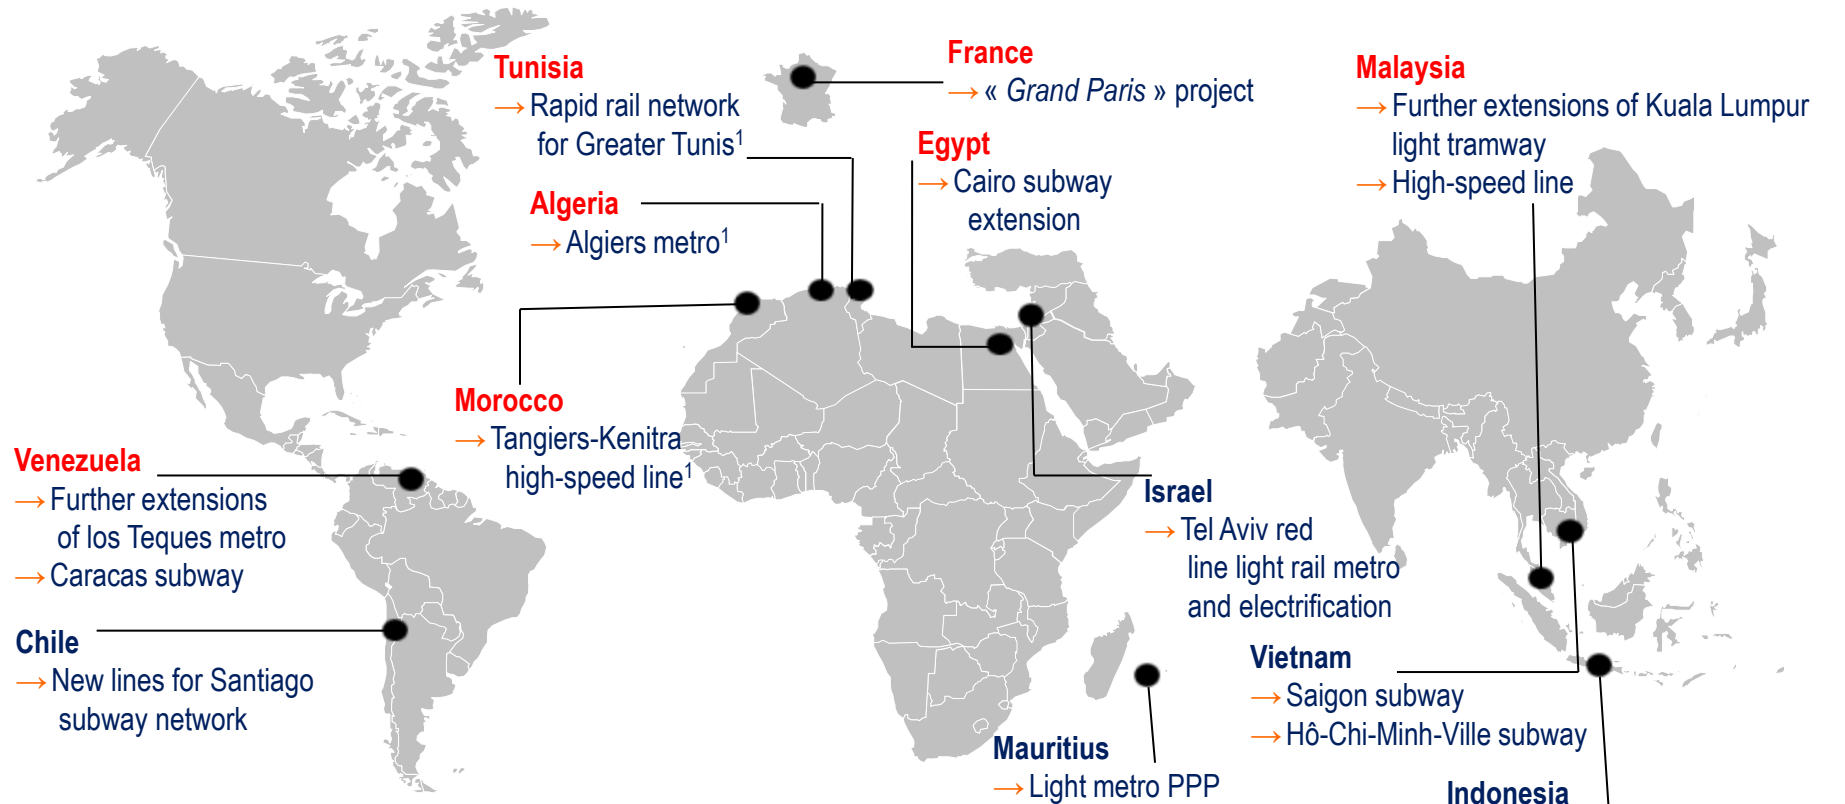 Tunisia
→ Rapid rail network
for Greater Tunis¹
France
→ « Grand Paris » project
Malaysia
→ Further extensions of Kuala Lumpur
light tramway
→ High-speed line
Egypt
→ Cairo subway
extension
Algeria
→ Algiers metro¹
Morocco
→ Tangiers-Kenitra
high-speed line¹
Venezuela
→ Further extensions
of los Teques metro
→ Caracas subway
Israel
→ Tel Aviv red
line light rail metro
and electrification
Chile
→ New lines for Santiago
subway network
Vietnam
→ Saigon subway
→ Hô-Chi-Minh-Ville subway
Mauritius
→ Light metro PPP
Indonesia